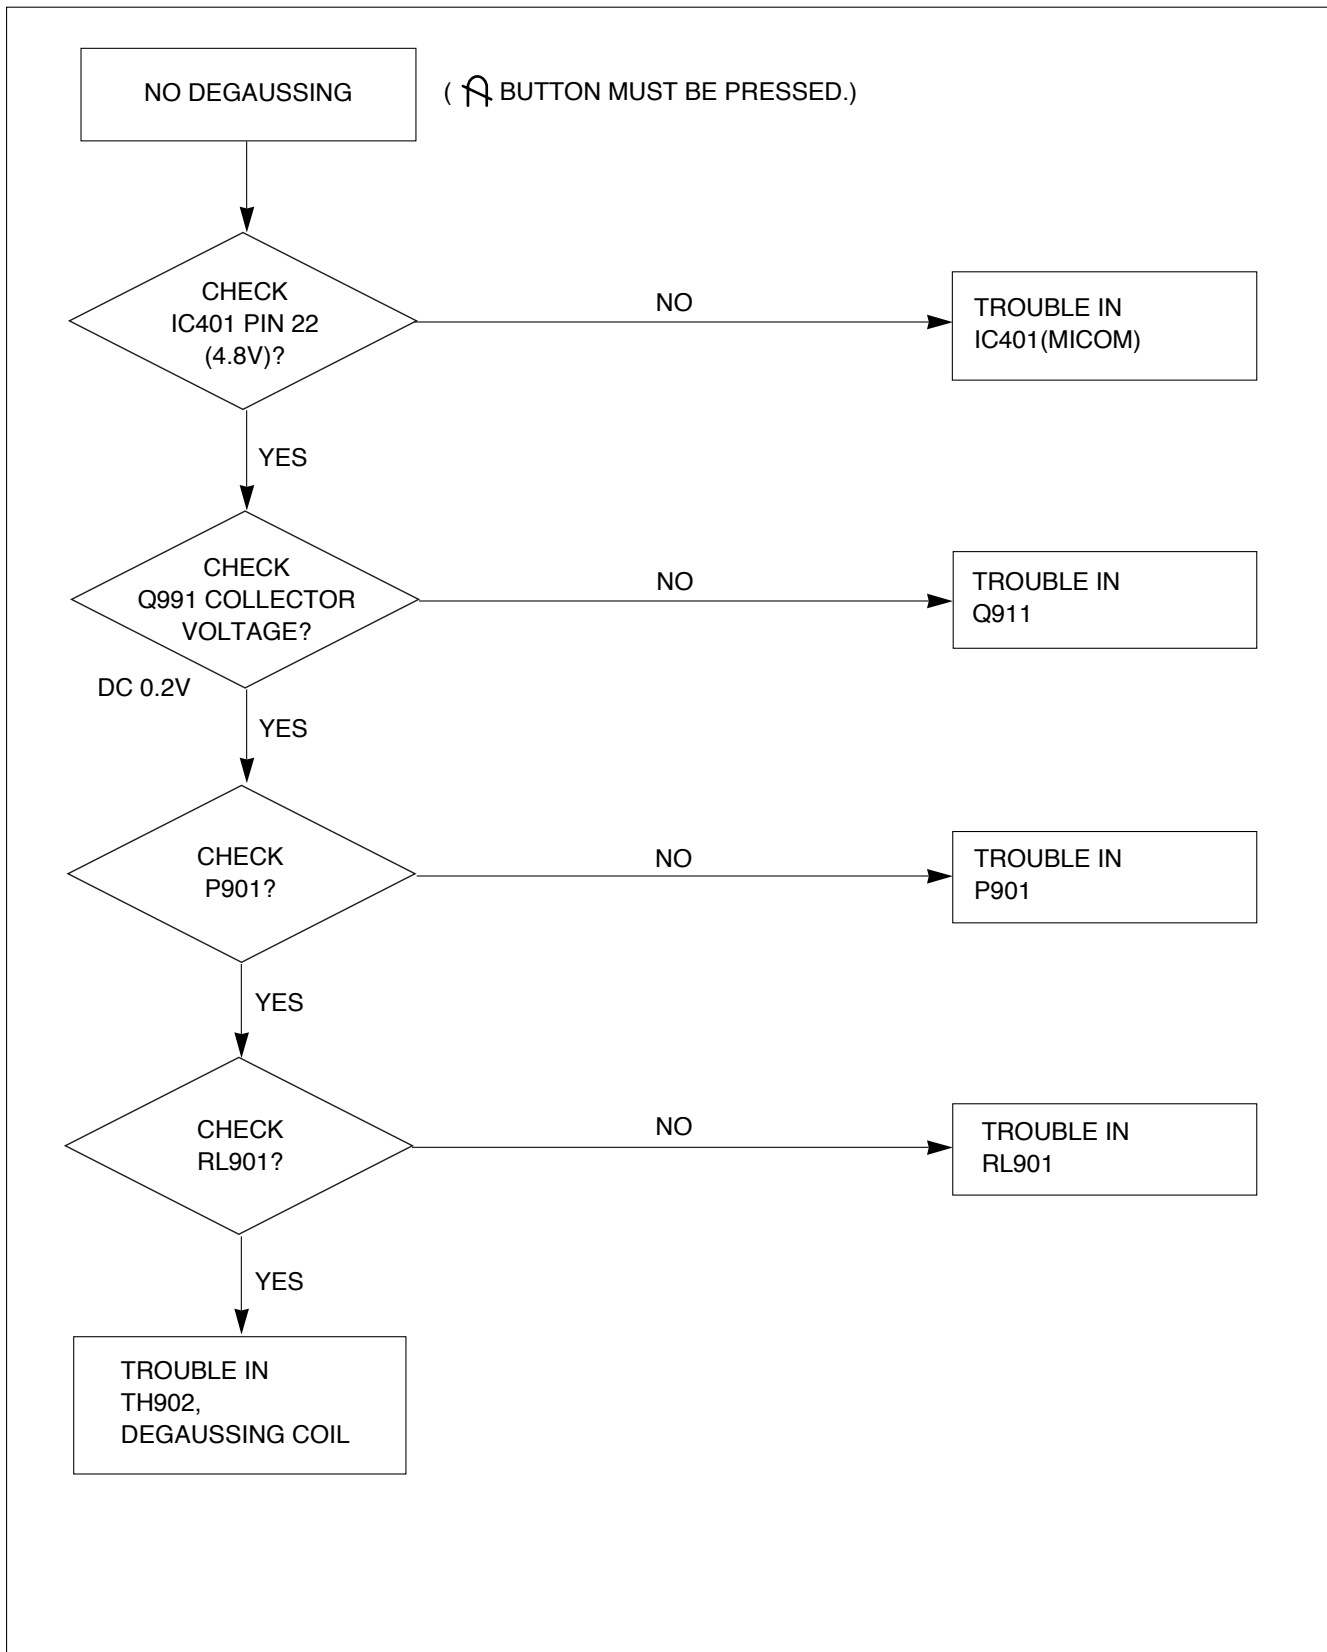 NO DEGAUSSING
( BUTTON MUST BE PRESSED.)
CHECK
IC401 PIN 22
(4.8V)?
NO
TROUBLE IN
IC401(MICOM)
YES
CHECK
Q991 COLLECTOR
VOLTAGE?
DC 0.2V
NO
TROUBLE IN
Q911
YES
CHECK
P901?
NO
TROUBLE IN
P901
YES
CHECK
RL901?
NO
TROUBLE IN
RL901
YES
TROUBLE IN
TH902,
DEGAUSSING COIL